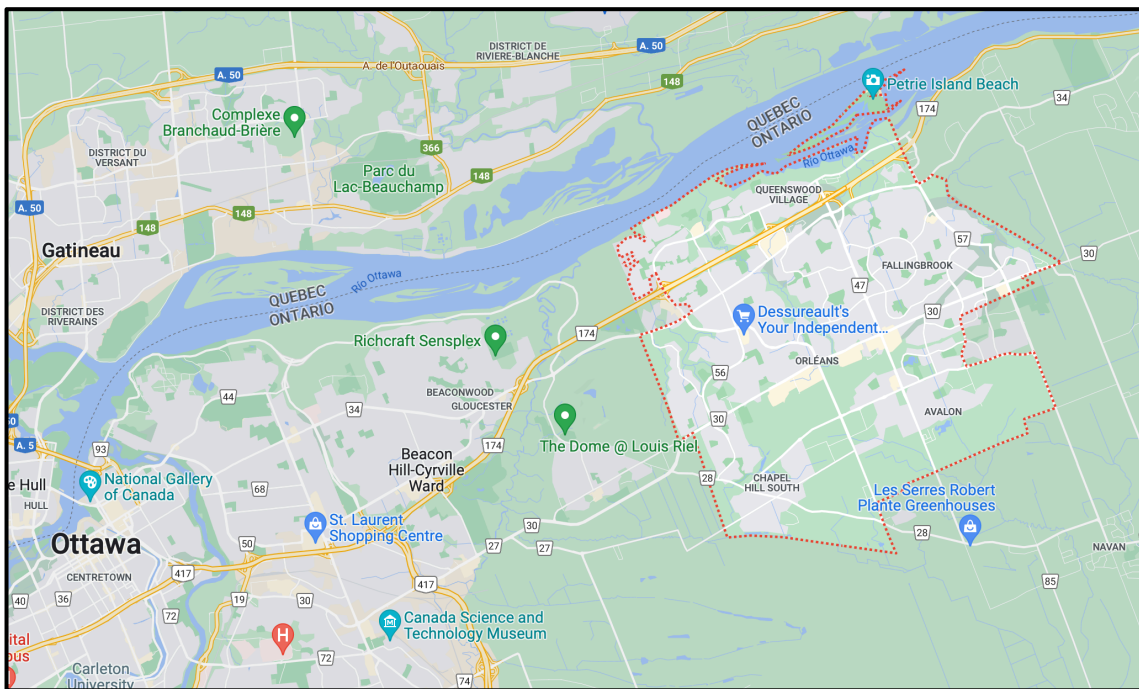 DISTRICT DE
RIVIÈRE-BLANCHE
A. 50
A. de l'Outaouais
A. 50
148
Petrie Island Beach
34
174
Complexe
Branchaud-Brière
QUEBEC
ONTARIO
DISTRICT DU
VERSANT
366
Rio Ottawa
Parc du
Lac-Beauchamp
148
QUEENSWOOD
VILLAGE
A. 50
148
148
57
Gatineau
30
FALLINGBROOK
Rio Ottawa
47
QUEBEC
ONTARIO
DISTRICT DES
RIVERAINS
Dessureault's
Your Independent...
30
174
Richcraft Sensplex
ORLÉANS
56
BEACONWOOD
GLOUCESTER
44
34
AVALON
30
50
A. 5
93
174
The Dome @ Louis Riel
Beacon
Hill-Cyrville
Ward
28
CHAPEL
HILL SOUTH
National Gallery
of Canada
e Hull
HULL
68
Les Serres Robert
Plante Greenhouses
St. Laurent
Shopping Centre
30
28
Ottawa
50
27
27
NAVAN
417
CENTRETOWN
417
85
40
36
19
30
72
Canada Science and
Technology Museum
H
ital
ous
72
Carleton
University
74